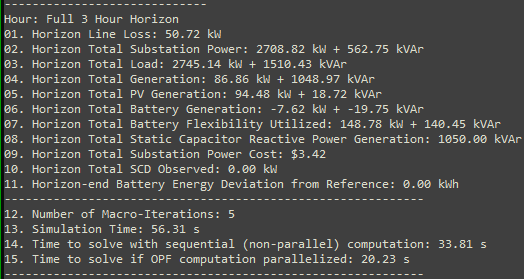 ------------------------------
Hour: Full 3 Hour Horizon
01. Horizon Line Loss: 50.72 kW
02. Horizon Total Substation Power: 2708.82 kW + 562.75 kVAr
03. Horizon Total Load: 2745.14 kW + 1510.43 kVAr
04. Horizon Total Generation: 86.86 kW + 1048.97 kVAr
05. Horizon Total PV Generation: 94.48 kW + 18.72 kVAr
06. Horizon Total Battery Generation: -7.62 kW + -19.75 kVAr
07. Horizon Total Battery Flexibility Utilized: 148.78 kW + 140.45 kVAr
08. Horizon Total Static Capacitor Reactive Power Generation: 1050.00 kVAr
09. Horizon Total Substation Power Cost: $3.42
10. Horizon Total SCD Observed: 0.00 kW
11. Horizon-end Battery Energy Deviation from Reference: 0.00 kWh
------------------------------------------------------------
12. Number of Macro-Iterations: 5
13. Simulation Time: 56.31 s
14. Time to solve with sequential (non-parallel) computation: 33.81 s
15. Time to solve if OPF computation parallelized: 20.23 s
------------------------------------------------------------